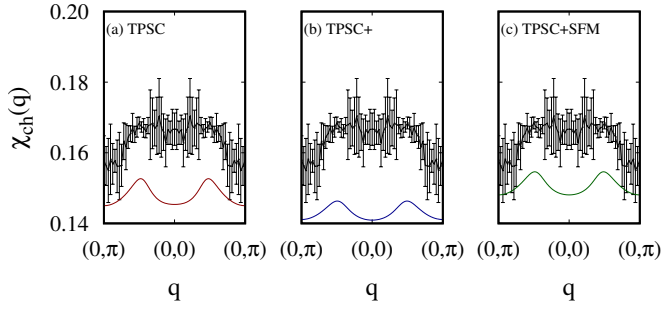 0.20
0.18
0.16
0.14
χch(q)
(a) TPSC
(b) TPSC+
(c) TPSC+SFM
(0,π) (0,0) (0,π)
(0,π) (0,0) (0,π)
(0,π) (0,0) (0,π)
q
q
q